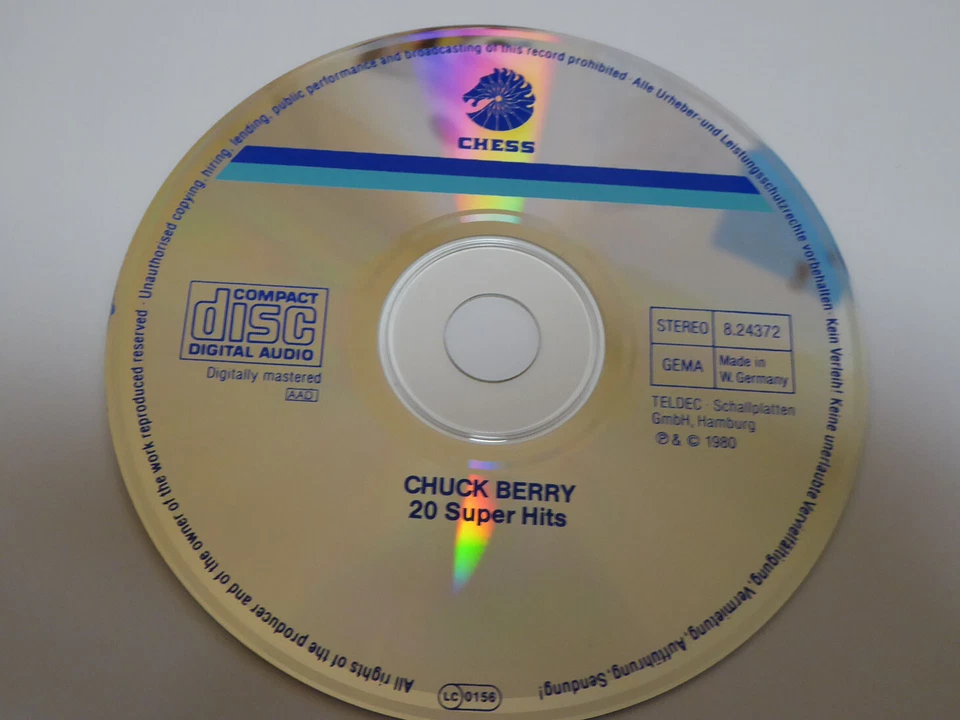 All rights of the producer and of the owner of the work reproduced reserved · Unauthorised copying, hiring, lending, public performance and broadcasting of this record prohibited · Alle Urheber- und Leistungsschutzrechte vorbehalten · Kein Verleih! Keine unerlaubte Vervielfältigung, Vermietung, Aufführung, Sendung!
CHESS
COMPACT
disc
DIGITAL AUDIO
Digitally mastered
AAD
STEREO 8.24372
GEMA Made in
W. Germany
TELDEC · Schallplatten
GmbH, Hamburg
℗ & © 1980
CHUCK BERRY
20 Super Hits
LC 0156